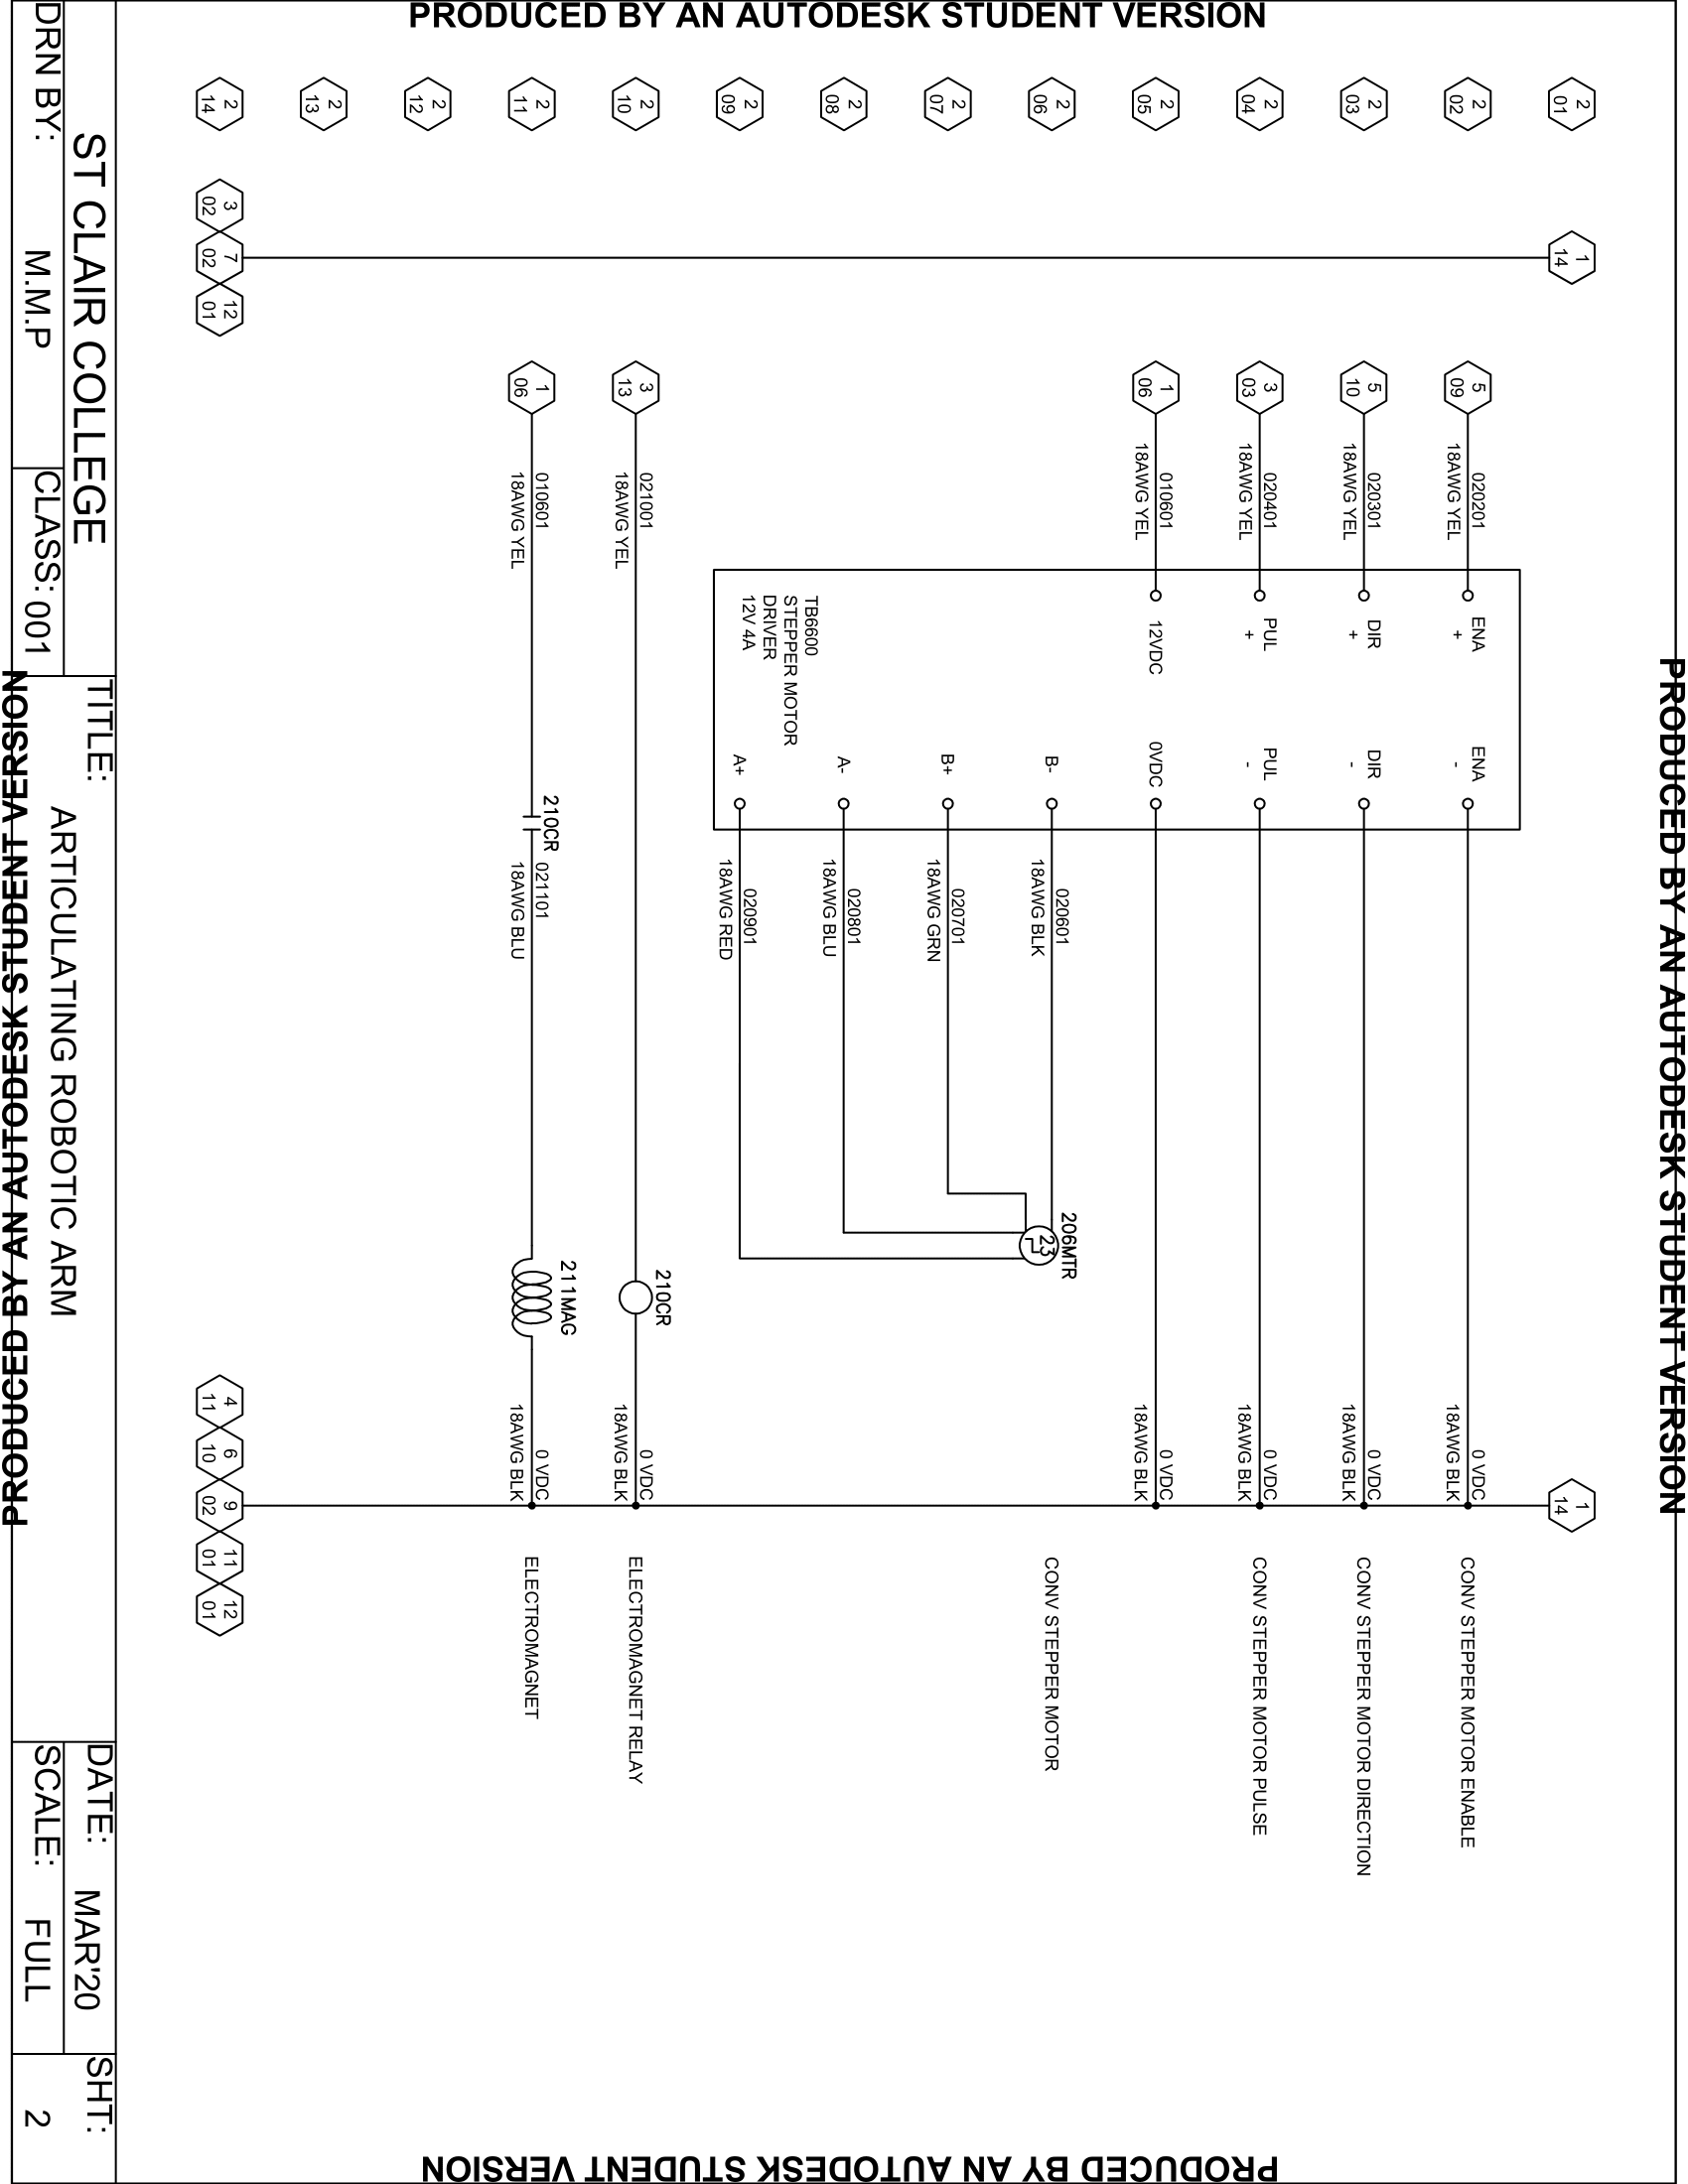 PRODUCED BY AN AUTODESK STUDENT VERSION
2
01
1
14
1
14
2
02
5
09
020201
18AWG YEL
ENA
+
ENA
-
0 VDC
18AWG BLK
CONV STEPPER MOTOR ENABLE
2
03
5
10
020301
18AWG YEL
DIR
+
DIR
-
0 VDC
18AWG BLK
CONV STEPPER MOTOR DIRECTION
2
04
3
03
020401
18AWG YEL
PUL
+
PUL
-
0 VDC
18AWG BLK
CONV STEPPER MOTOR PULSE
2
05
1
06
010601
18AWG YEL
12VDC
0VDC
0 VDC
18AWG BLK
2
06
B-
020601
18AWG BLK
206MTR
23
CONV STEPPER MOTOR
2
07
B+
020701
18AWG GRN
2
08
TB6600
STEPPER MOTOR
DRIVER
12V 4A
A-
020801
18AWG BLU
2
09
A+
020901
18AWG RED
2
10
3
13
021001
18AWG YEL
210CR
0 VDC
18AWG BLK
ELECTROMAGNET RELAY
2
11
1
06
010601
18AWG YEL
210CR
021101
18AWG BLU
211MAG
0 VDC
18AWG BLK
ELECTROMAGNET
2
12
2
13
2
14
3
02
7
02
12
01
4
11
6
10
9
02
11
01
12
01
ST CLAIR COLLEGE
DRN BY: M.M.P
CLASS: 001
TITLE:
ARTICULATING ROBOTIC ARM
DATE: MAR'20
SCALE: FULL
SHT:
2
PRODUCED BY AN AUTODESK STUDENT VERSION
PRODUCED BY AN AUTODESK STUDENT VERSION
PRODUCED BY AN AUTODESK STUDENT VERSION